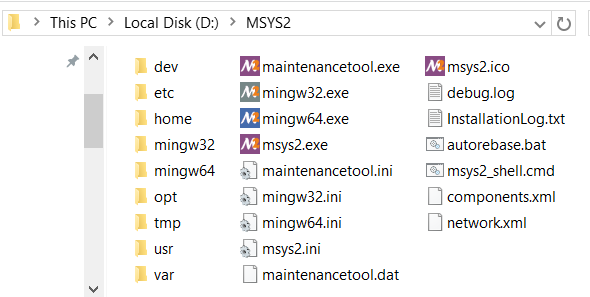 This PC > Local Disk (D:) > MSYS2
dev
etc
home
mingw32
mingw64
opt
tmp
usr
var
maintenancetool.exe
mingw32.exe
mingw64.exe
msys2.exe
maintenancetool.ini
mingw32.ini
mingw64.ini
msys2.ini
maintenancetool.dat
msys2.ico
debug.log
InstallationLog.txt
autorebase.bat
msys2_shell.cmd
components.xml
network.xml